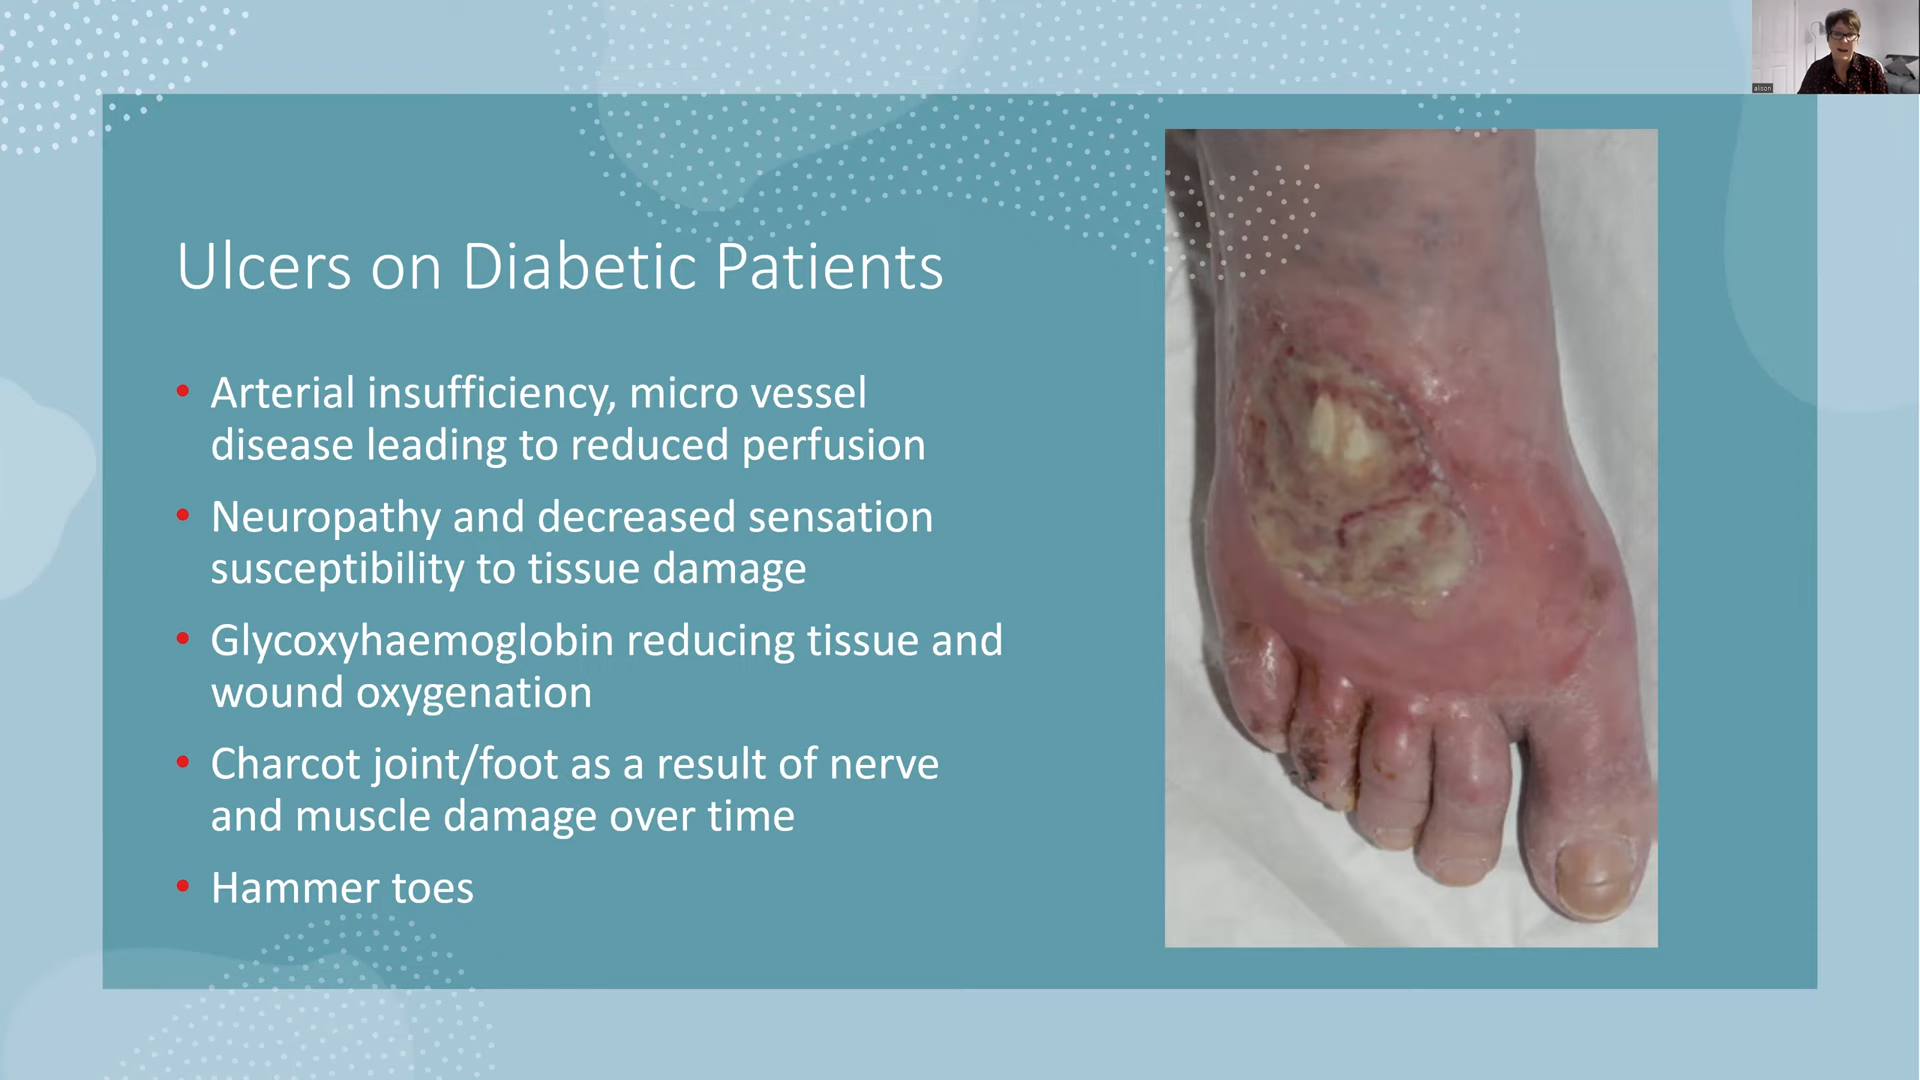 alison
Ulcers on Diabetic Patients
• Arterial insufficiency, micro vessel
disease leading to reduced perfusion
• Neuropathy and decreased sensation
susceptibility to tissue damage
• Glycoxyhaemoglobin reducing tissue and
wound oxygenation
• Charcot joint/foot as a result of nerve
and muscle damage over time
• Hammer toes